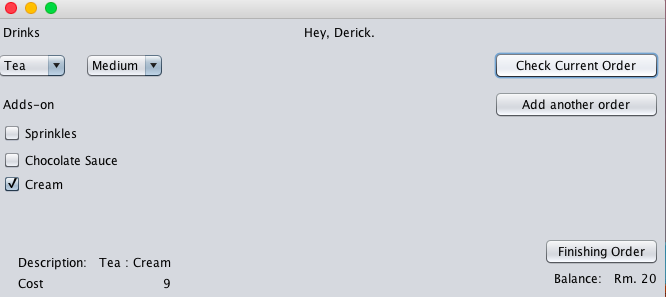 Drinks
Hey, Derick.
Tea
Medium
Check Current Order
Adds-on
Add another order
Sprinkles
Chocolate Sauce
Cream
Finishing Order
Description: Tea : Cream
Cost 9
Balance: Rm. 20